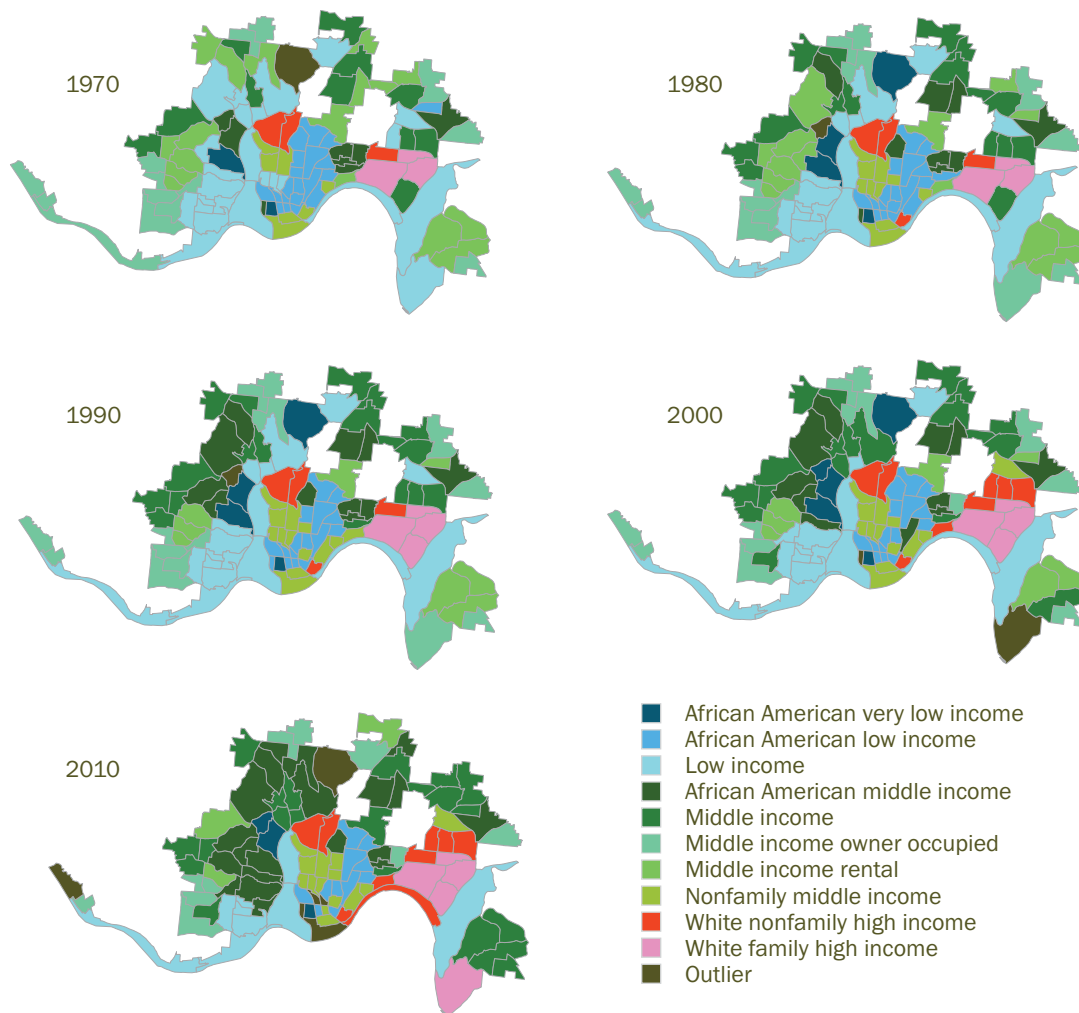 1970
1980
1990
2000
2010
African American very low income
African American low income
Low income
African American middle income
Middle income
Middle income owner occupied
Middle income rental
Nonfamily middle income
White nonfamily high income
White family high income
Outlier